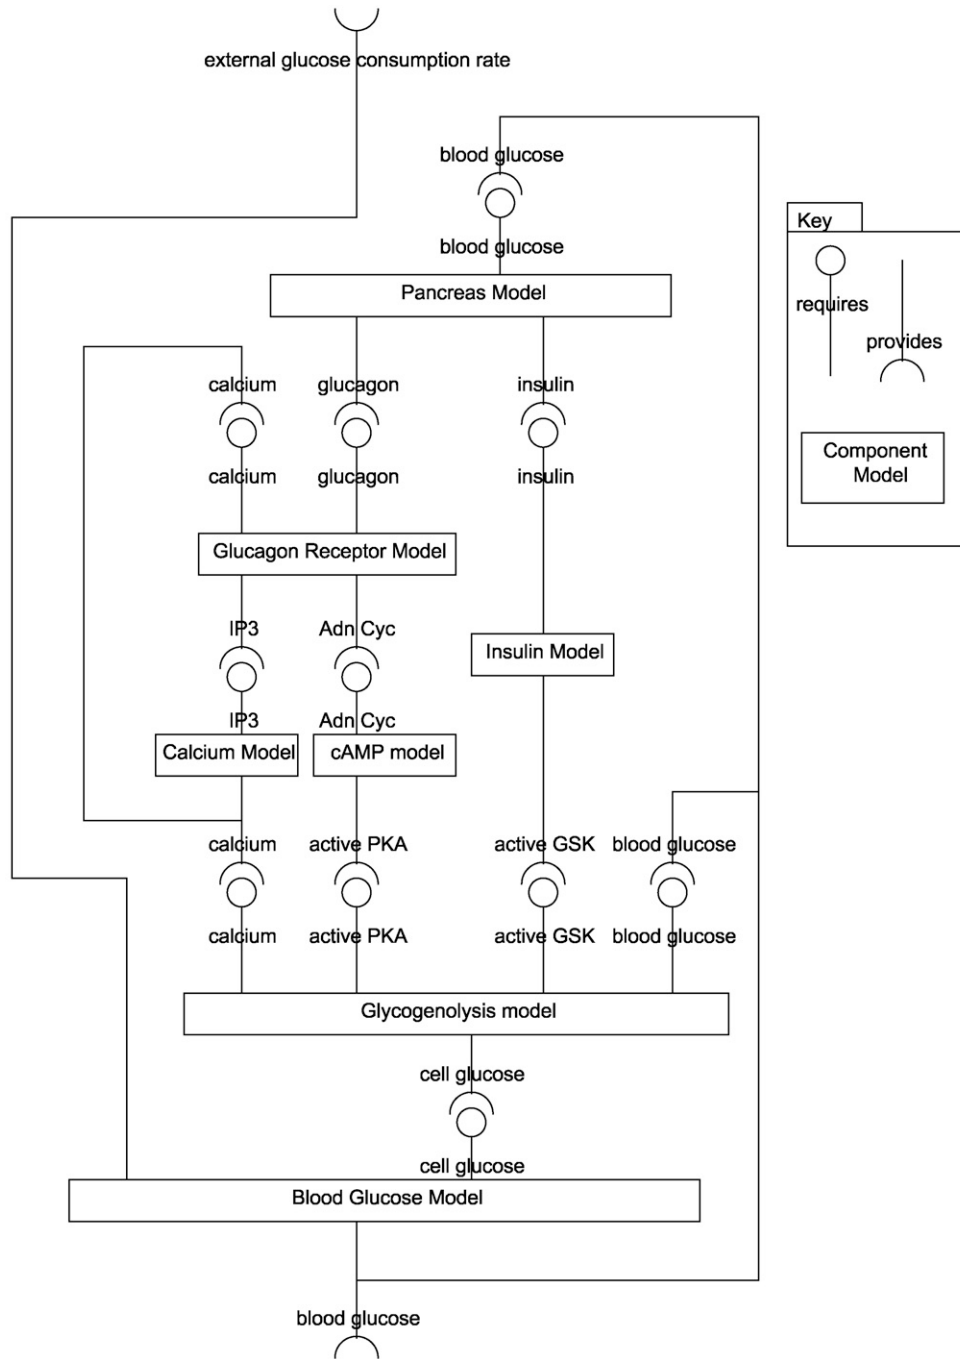 external glucose consumption rate
blood glucose
blood glucose
Pancreas Model
Key
requires
provides
Component
Model
calcium
glucagon
insulin
calcium
glucagon
insulin
Glucagon Receptor Model
IP3
Adn Cyc
Insulin Model
IP3
Adn Cyc
Calcium Model
cAMP model
calcium
active PKA
active GSK
blood glucose
calcium
active PKA
active GSK
blood glucose
Glycogenolysis model
cell glucose
cell glucose
Blood Glucose Model
blood glucose